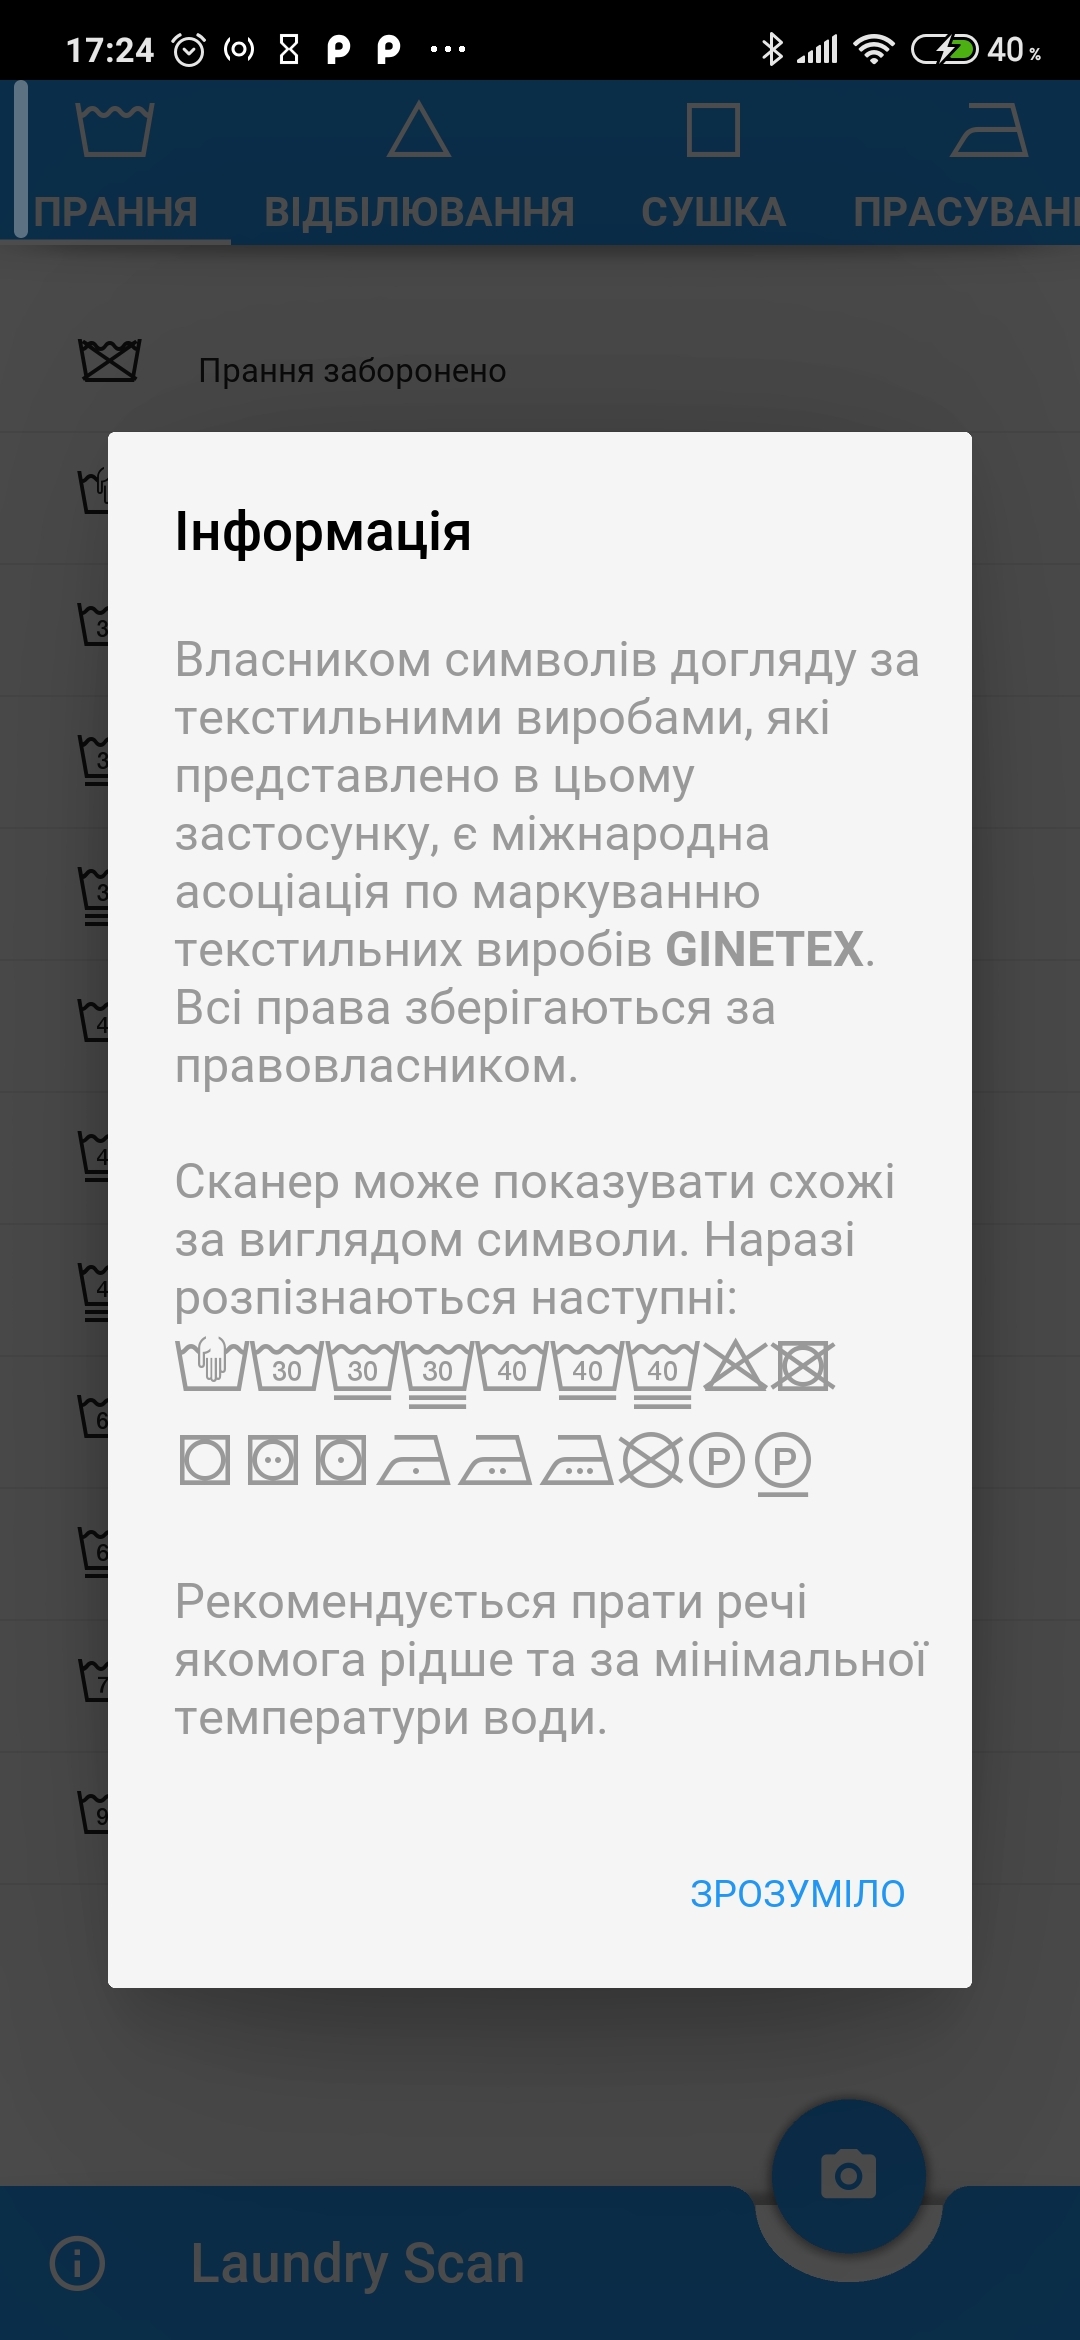 17:24
40 %
ПРАННЯ ВІДБІЛЮВАННЯ СУШКА ПРАСУВАН
Прання заборонено
Інформація
Власником символів догляду за
текстильними виробами, які
представлено в цьому
застосунку, є міжнародна
асоціація по маркуванню
текстильних виробів GINETEX.
Всі права зберігаються за
правовласником.
Сканер може показувати схожі
за виглядом символи. Наразі
розпізнаються наступні:
30 30 30 40 40 40
P P
Рекомендується прати речі
якомога рідше та за мінімальної
температури води.
ЗРОЗУМІЛО
Laundry Scan